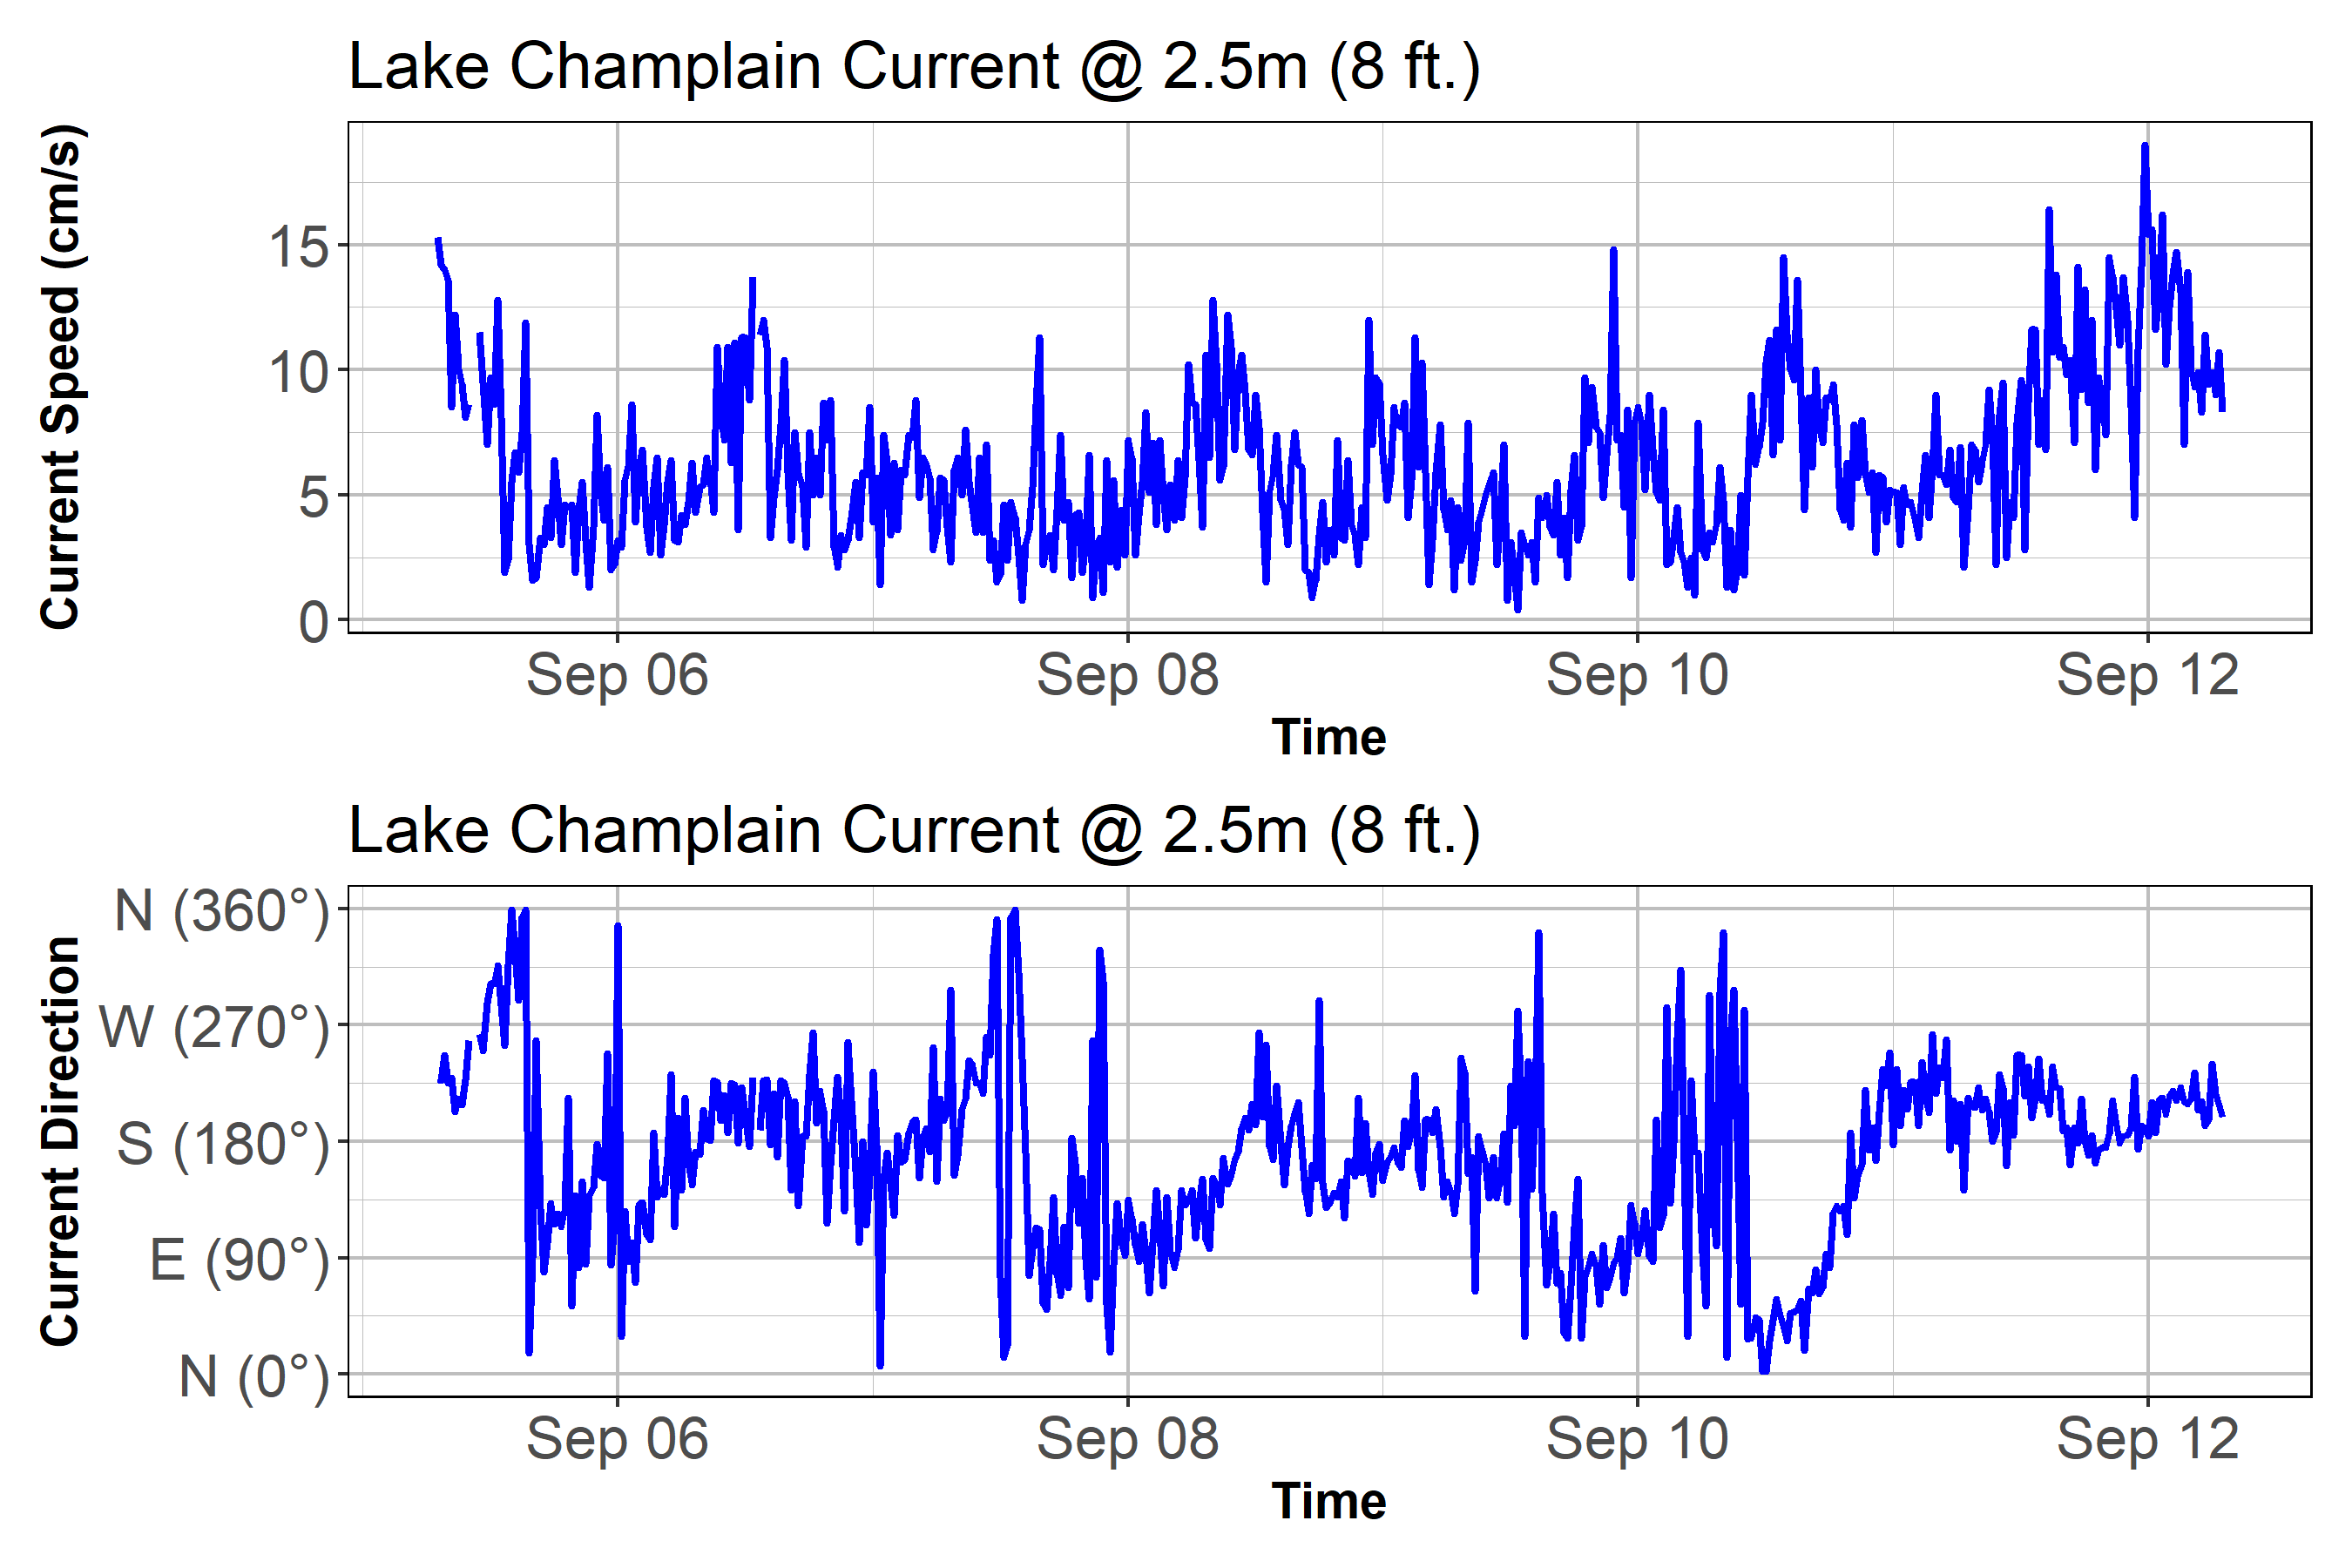 Lake Champlain Current @ 2.5m (8 ft.)
Current Speed (cm/s)
15
10
5
0
Sep 06 Sep 08 Sep 10 Sep 12
Time
Lake Champlain Current @ 2.5m (8 ft.)
Current Direction
N (360°)
W (270°)
S (180°)
E (90°)
N (0°)
Sep 06 Sep 08 Sep 10 Sep 12
Time